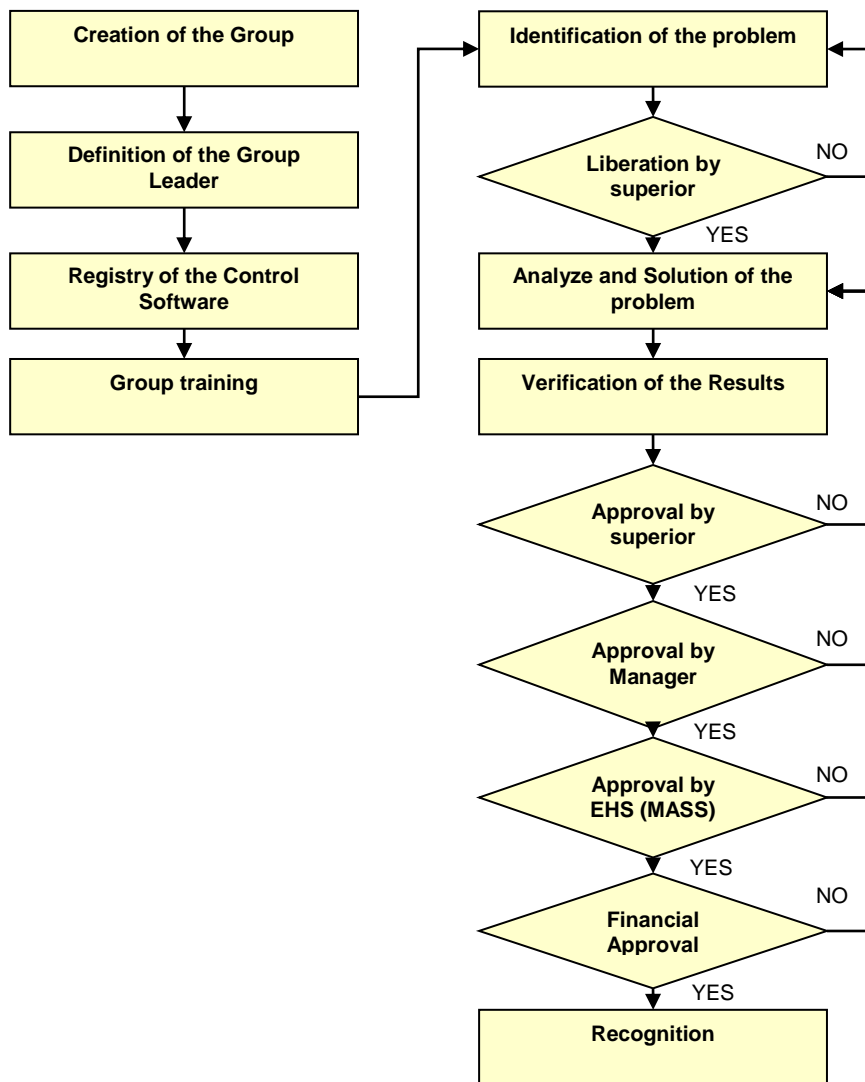 Creation of the Group
Definition of the Group
Leader
Registry of the Control
Software
Group training
Identification of the problem
Liberation by
superior
NO
YES
Analyze and Solution of the
problem
Verification of the Results
Approval by
superior
NO
YES
Approval by
Manager
NO
YES
Approval by
EHS (MASS)
NO
YES
Financial
Approval
NO
YES
Recognition